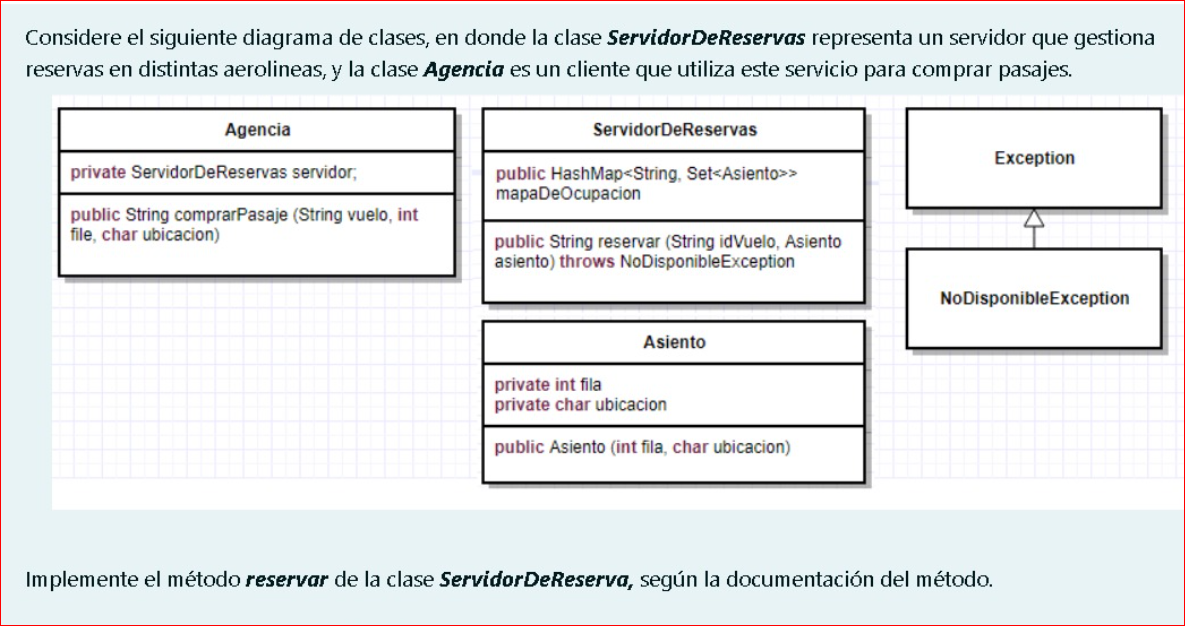 Considere el siguiente diagrama de clases, en donde la clase ServidorDeReservas representa un servidor que gestiona
reservas en distintas aerolineas, y la clase Agencia es un cliente que utiliza este servicio para comprar pasajes.
Agencia
private ServidorDeReservas servidor;
public String comprarPasaje (String vuelo, int
file, char ubicacion)
ServidorDeReservas
public HashMap<String, Set<Asiento>>
mapaDeOcupacion
public String reservar (String idVuelo, Asiento
asiento) throws NoDisponibleException
Asiento
private int fila
private char ubicacion
public Asiento (int fila, char ubicacion)
Exception
NoDisponibleException
Implemente el método reservar de la clase ServidorDeReserva, según la documentación del método.